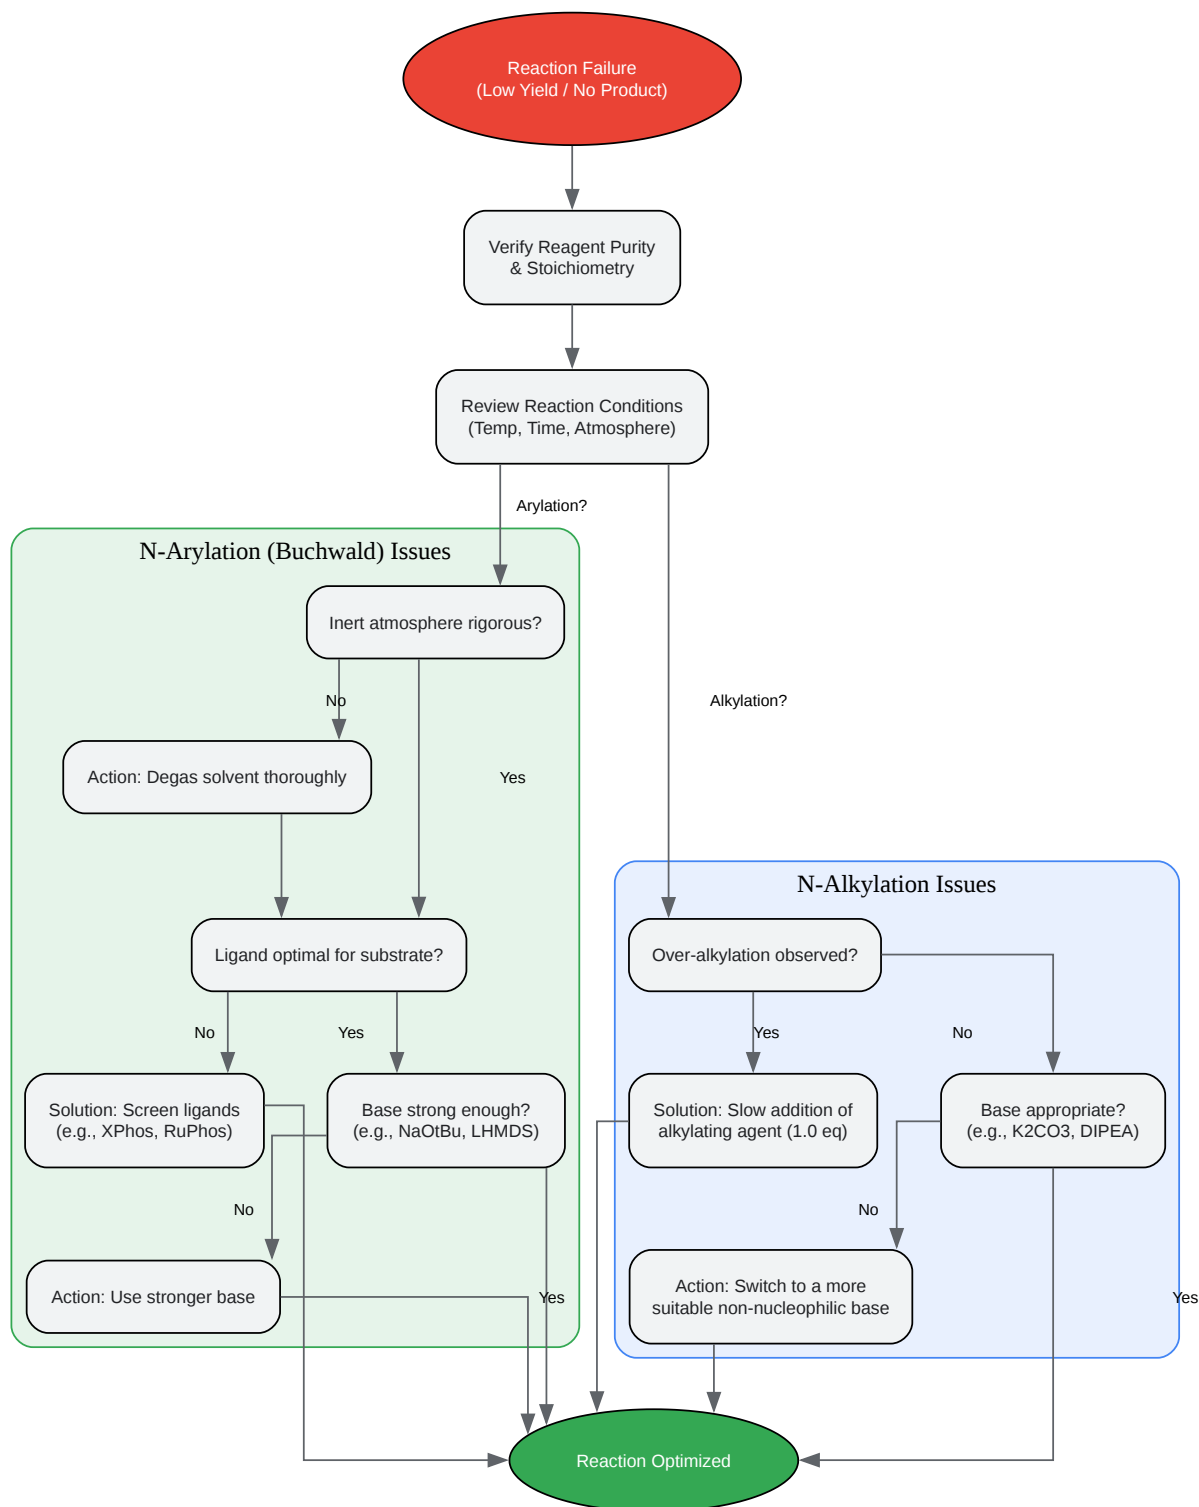 Reaction Failure
(Low Yield / No Product)
Verify Reagent Purity
& Stoichiometry
Review Reaction Conditions
(Temp, Time, Atmosphere)
Arylation?
N-Arylation (Buchwald) Issues
Inert atmosphere rigorous?
No
Alkylation?
Action: Degas solvent thoroughly
Yes
N-Alkylation Issues
Ligand optimal for substrate?
Over-alkylation observed?
No
Yes
Yes
No
Solution: Screen ligands
(e.g., XPhos, RuPhos)
Base strong enough?
(e.g., NaOtBu, LHMDS)
Solution: Slow addition of
alkylating agent (1.0 eq)
Base appropriate?
(e.g., K2CO3, DIPEA)
No
No
Action: Use stronger base
Yes
Action: Switch to a more
suitable non-nucleophilic base
Yes
Reaction Optimized